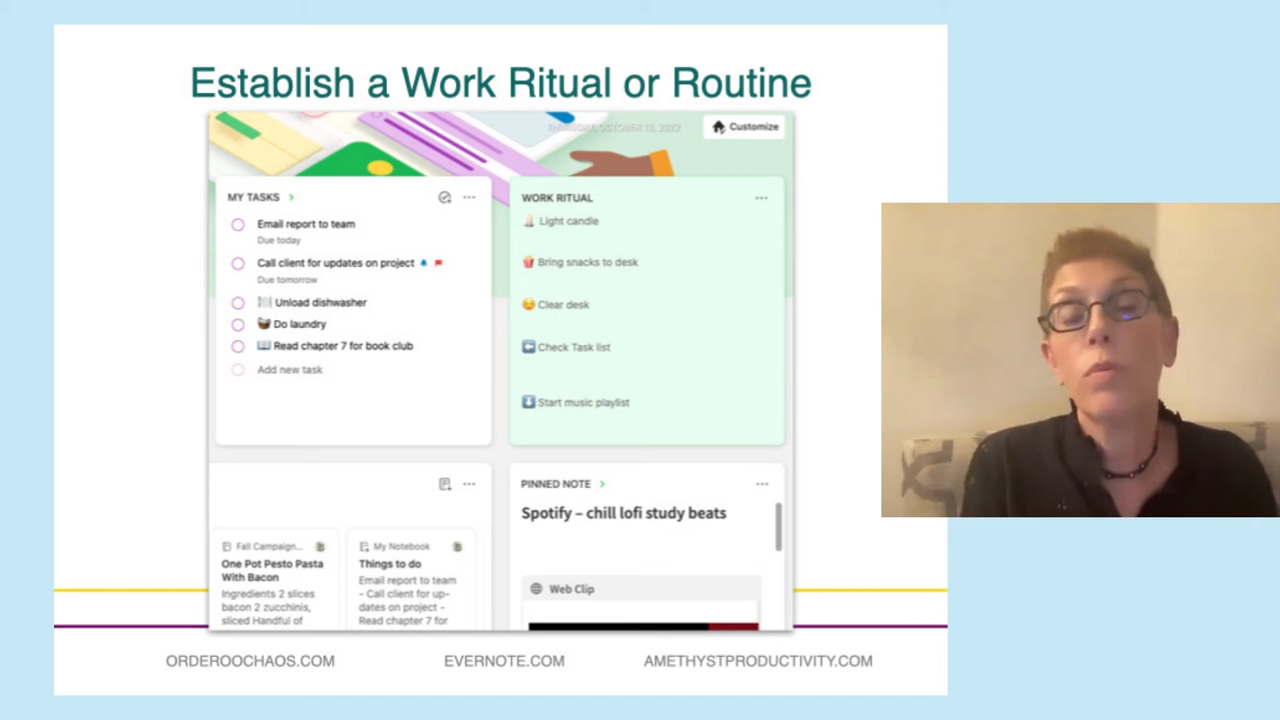 Establish a Work Ritual or Routine
THURSDAY, OCTOBER 13, 2022
Customize
MY TASKS
Email report to team
Due today
Call client for updates on project
Due tomorrow
Unload dishwasher
Do laundry
Read chapter 7 for book club
Add new task
WORK RITUAL
Light candle
Bring snacks to desk
Clear desk
Check Task list
Start music playlist
Fall Campaign...
One Pot Pesto Pasta
With Bacon
Ingredients 2 slices
bacon 2 zucchinis,
sliced Handful of
My Notebook
Things to do
Email report to team
- Call client for up-
dates on project -
Read chapter 7 for
PINNED NOTE
Spotify – chill lofi study beats
Web Clip
ORDEROOCHAOS.COM
EVERNOTE.COM
AMETHYSTPRODUCTIVITY.COM